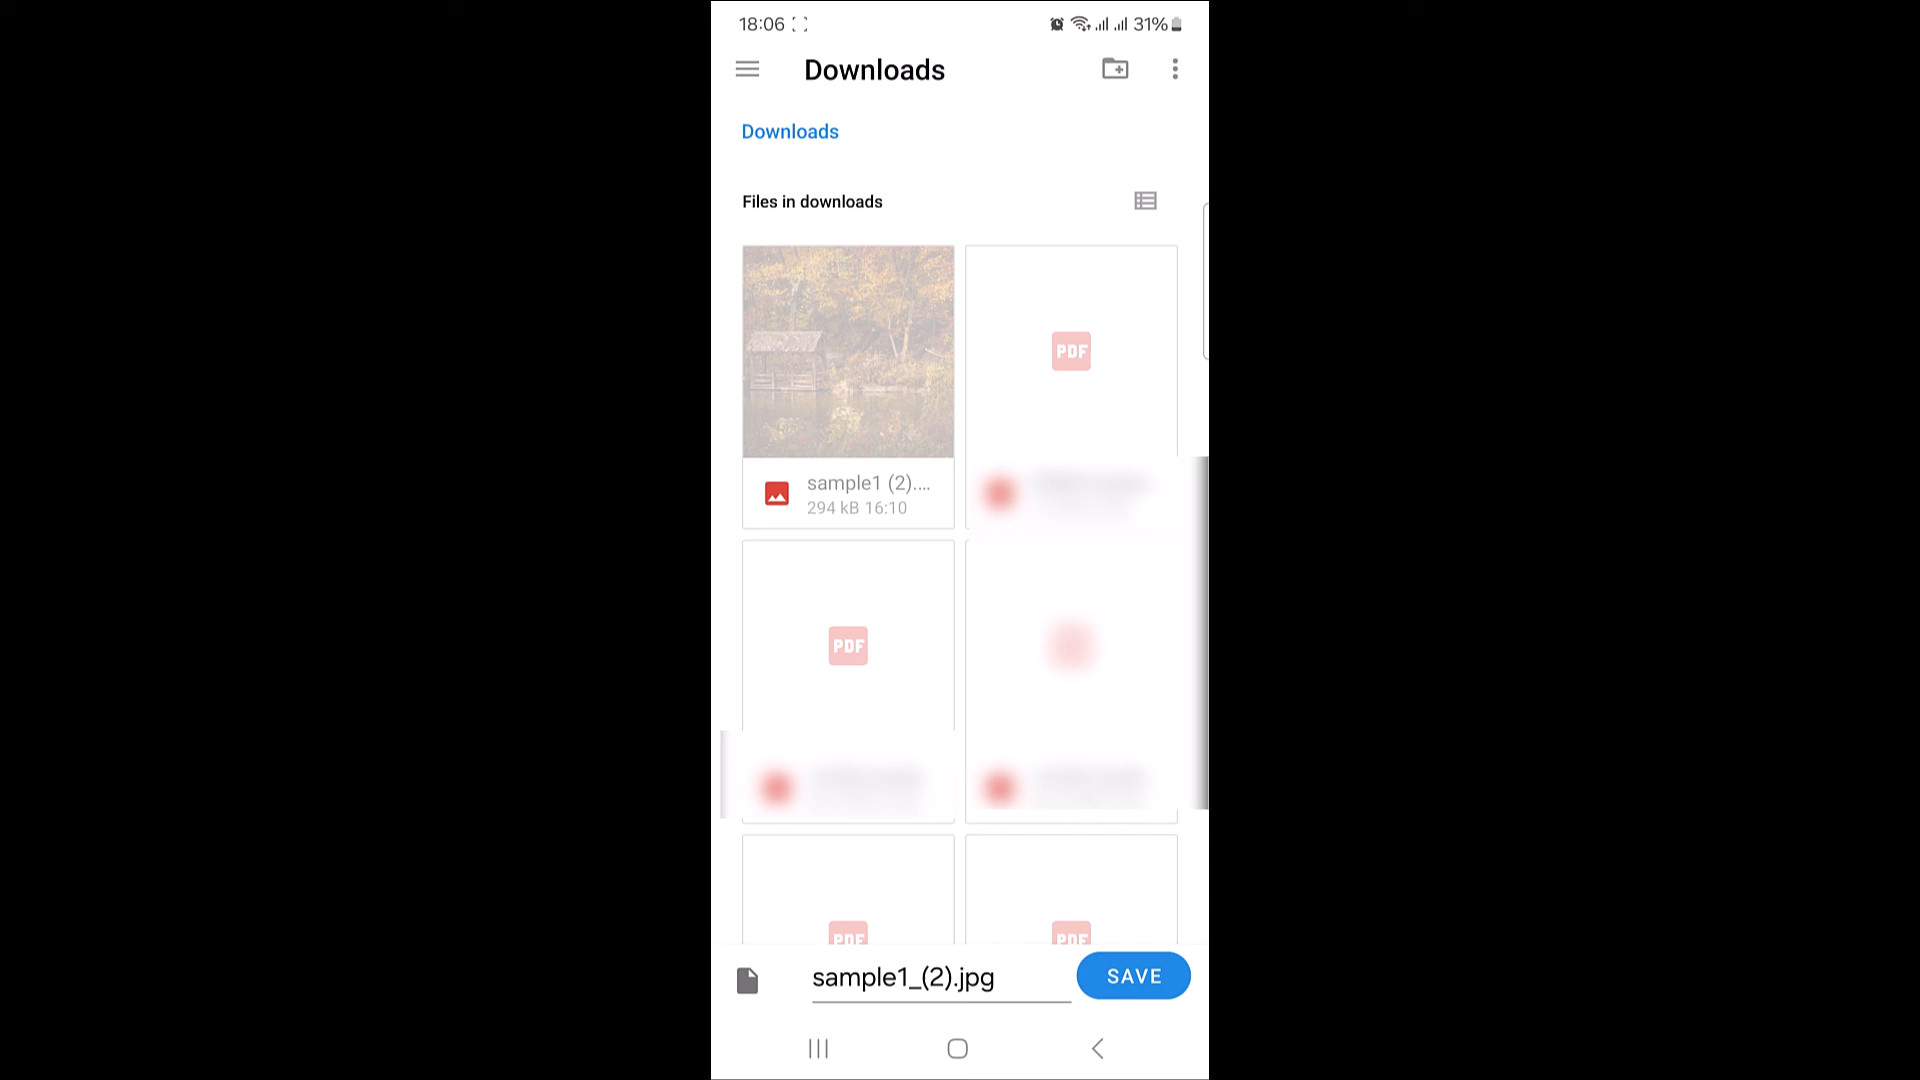 18:06 31%
Downloads
Downloads
Files in downloads
PDF
sample1 (2)....
294 kB 16:10
PDF
PDF PDF
sample1_(2).jpg SAVE